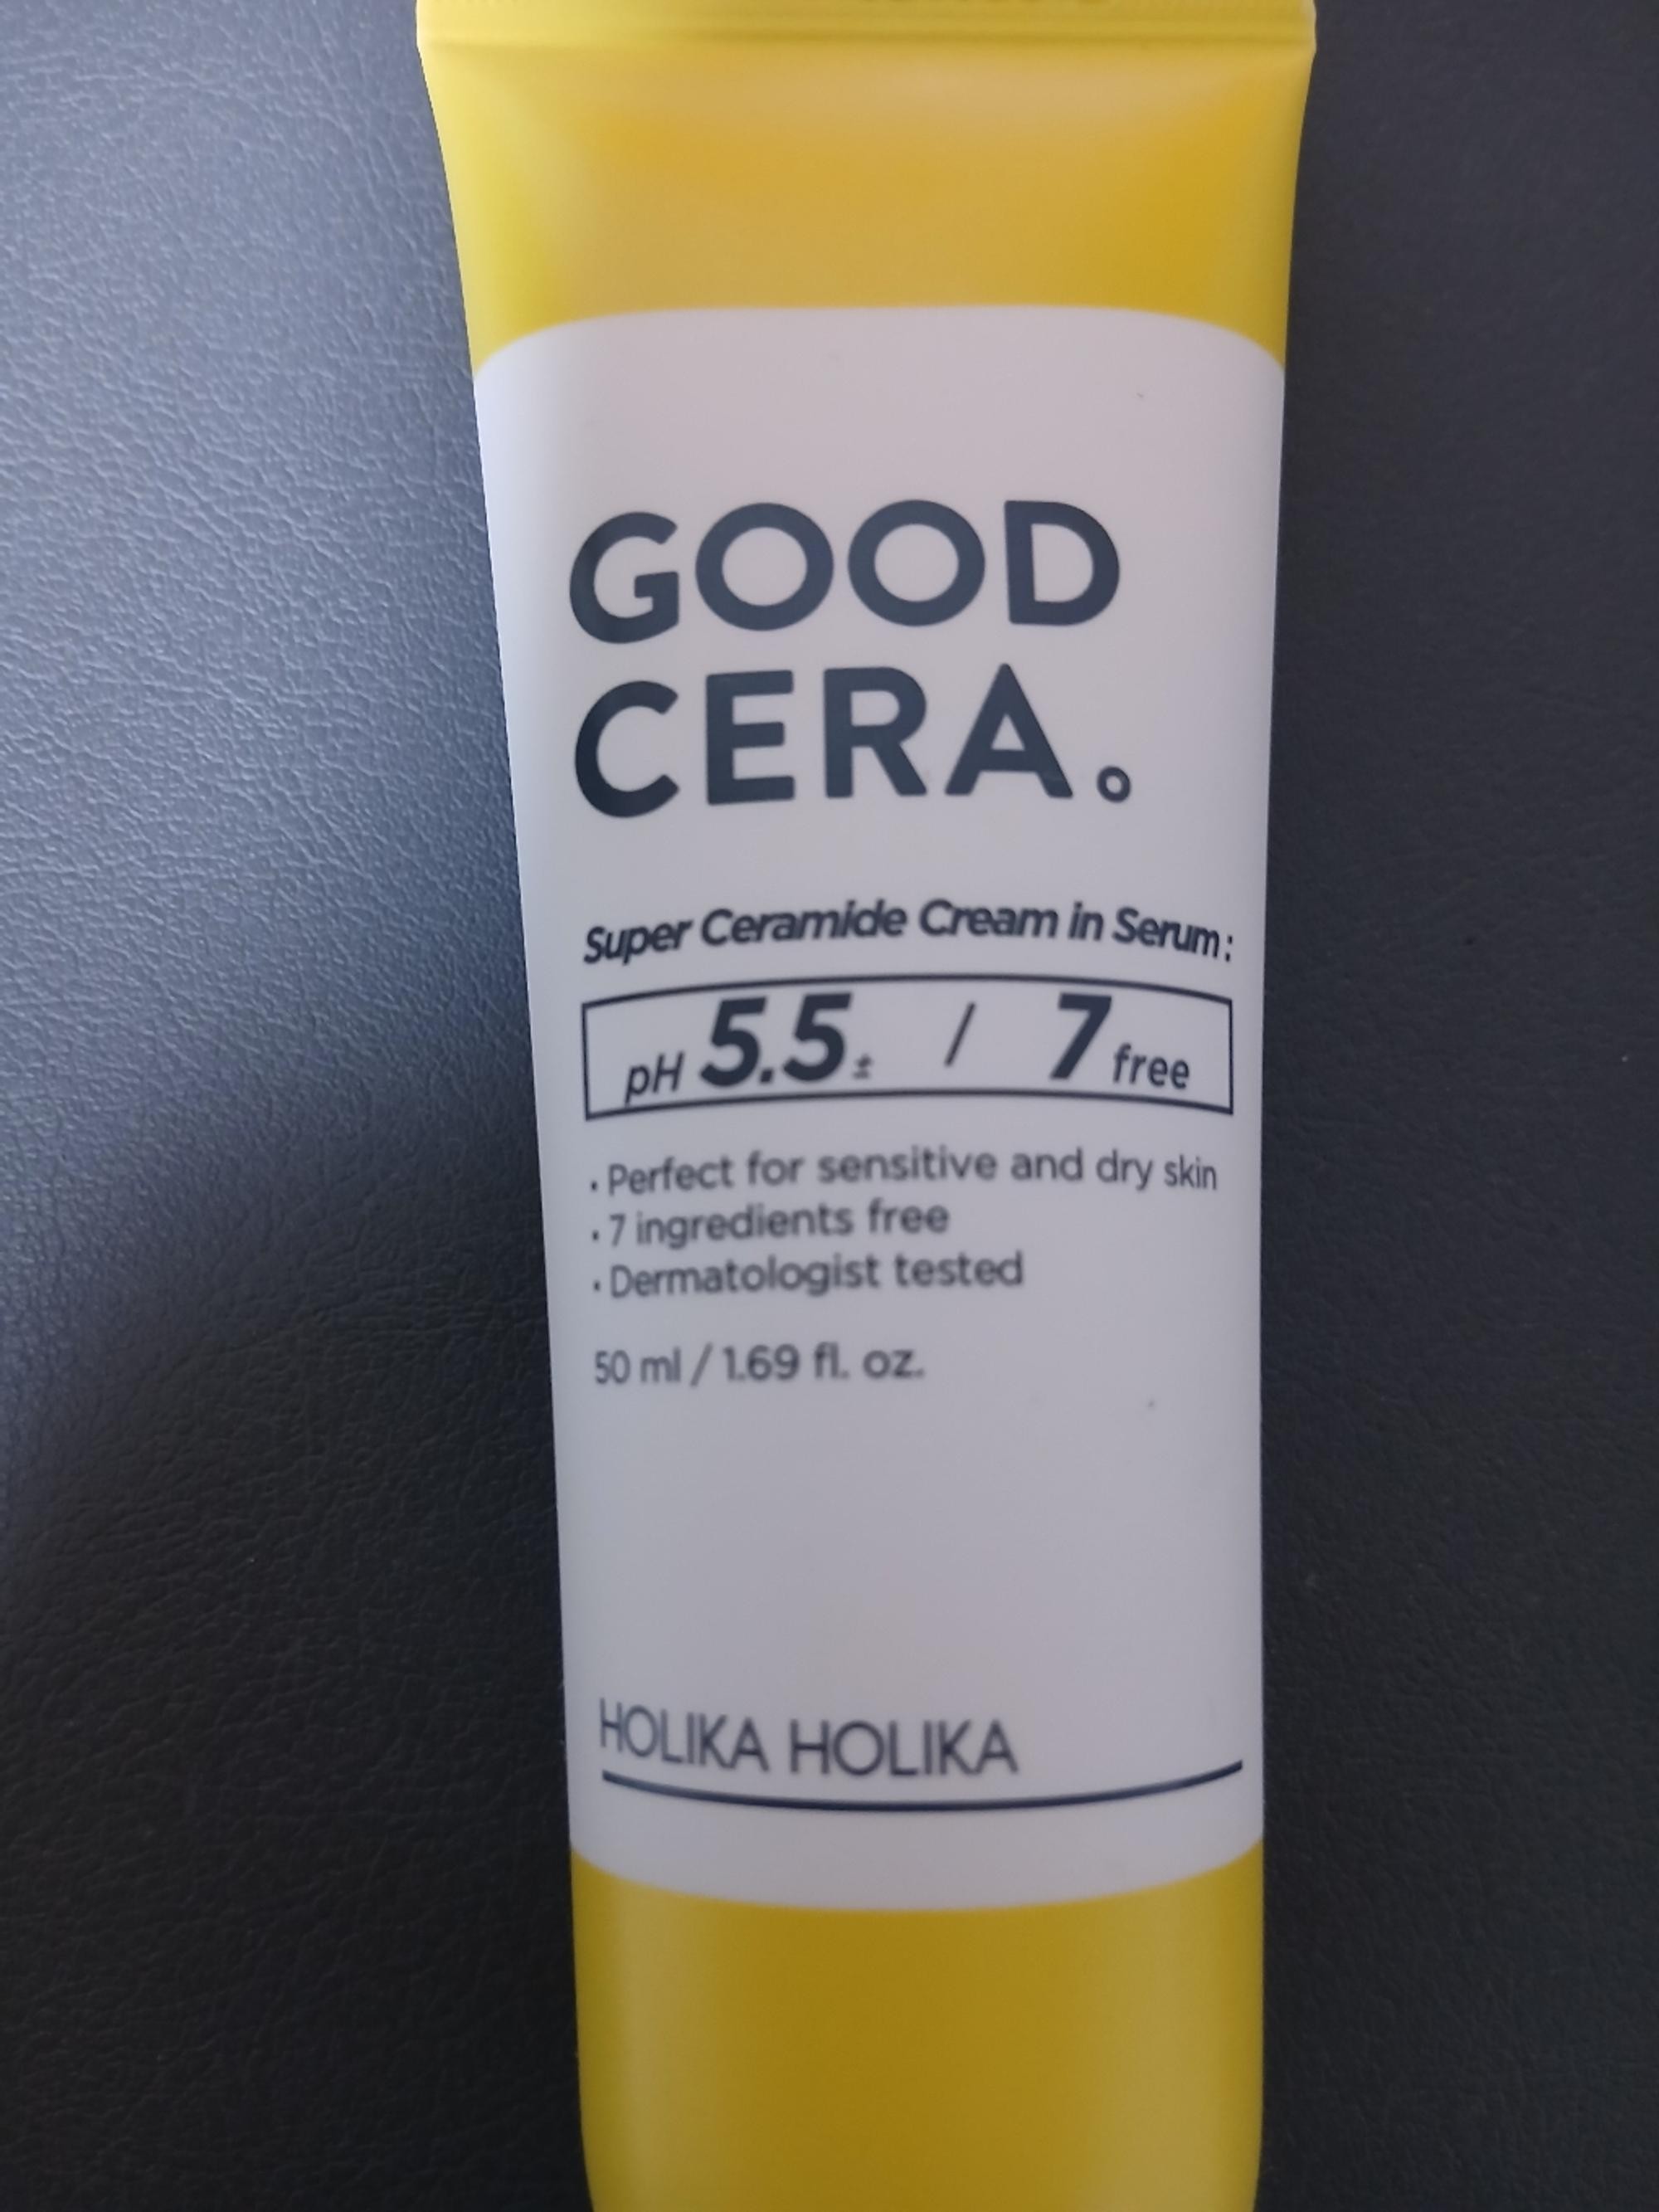 GOOD
CERA.
Super Ceramide Cream in Serum:
pH 5.5± / 7 free
· Perfect for sensitive and dry skin
· 7 ingredients free
· Dermatologist tested
50 ml / 1.69 fl. oz.
HOLIKA HOLIKA